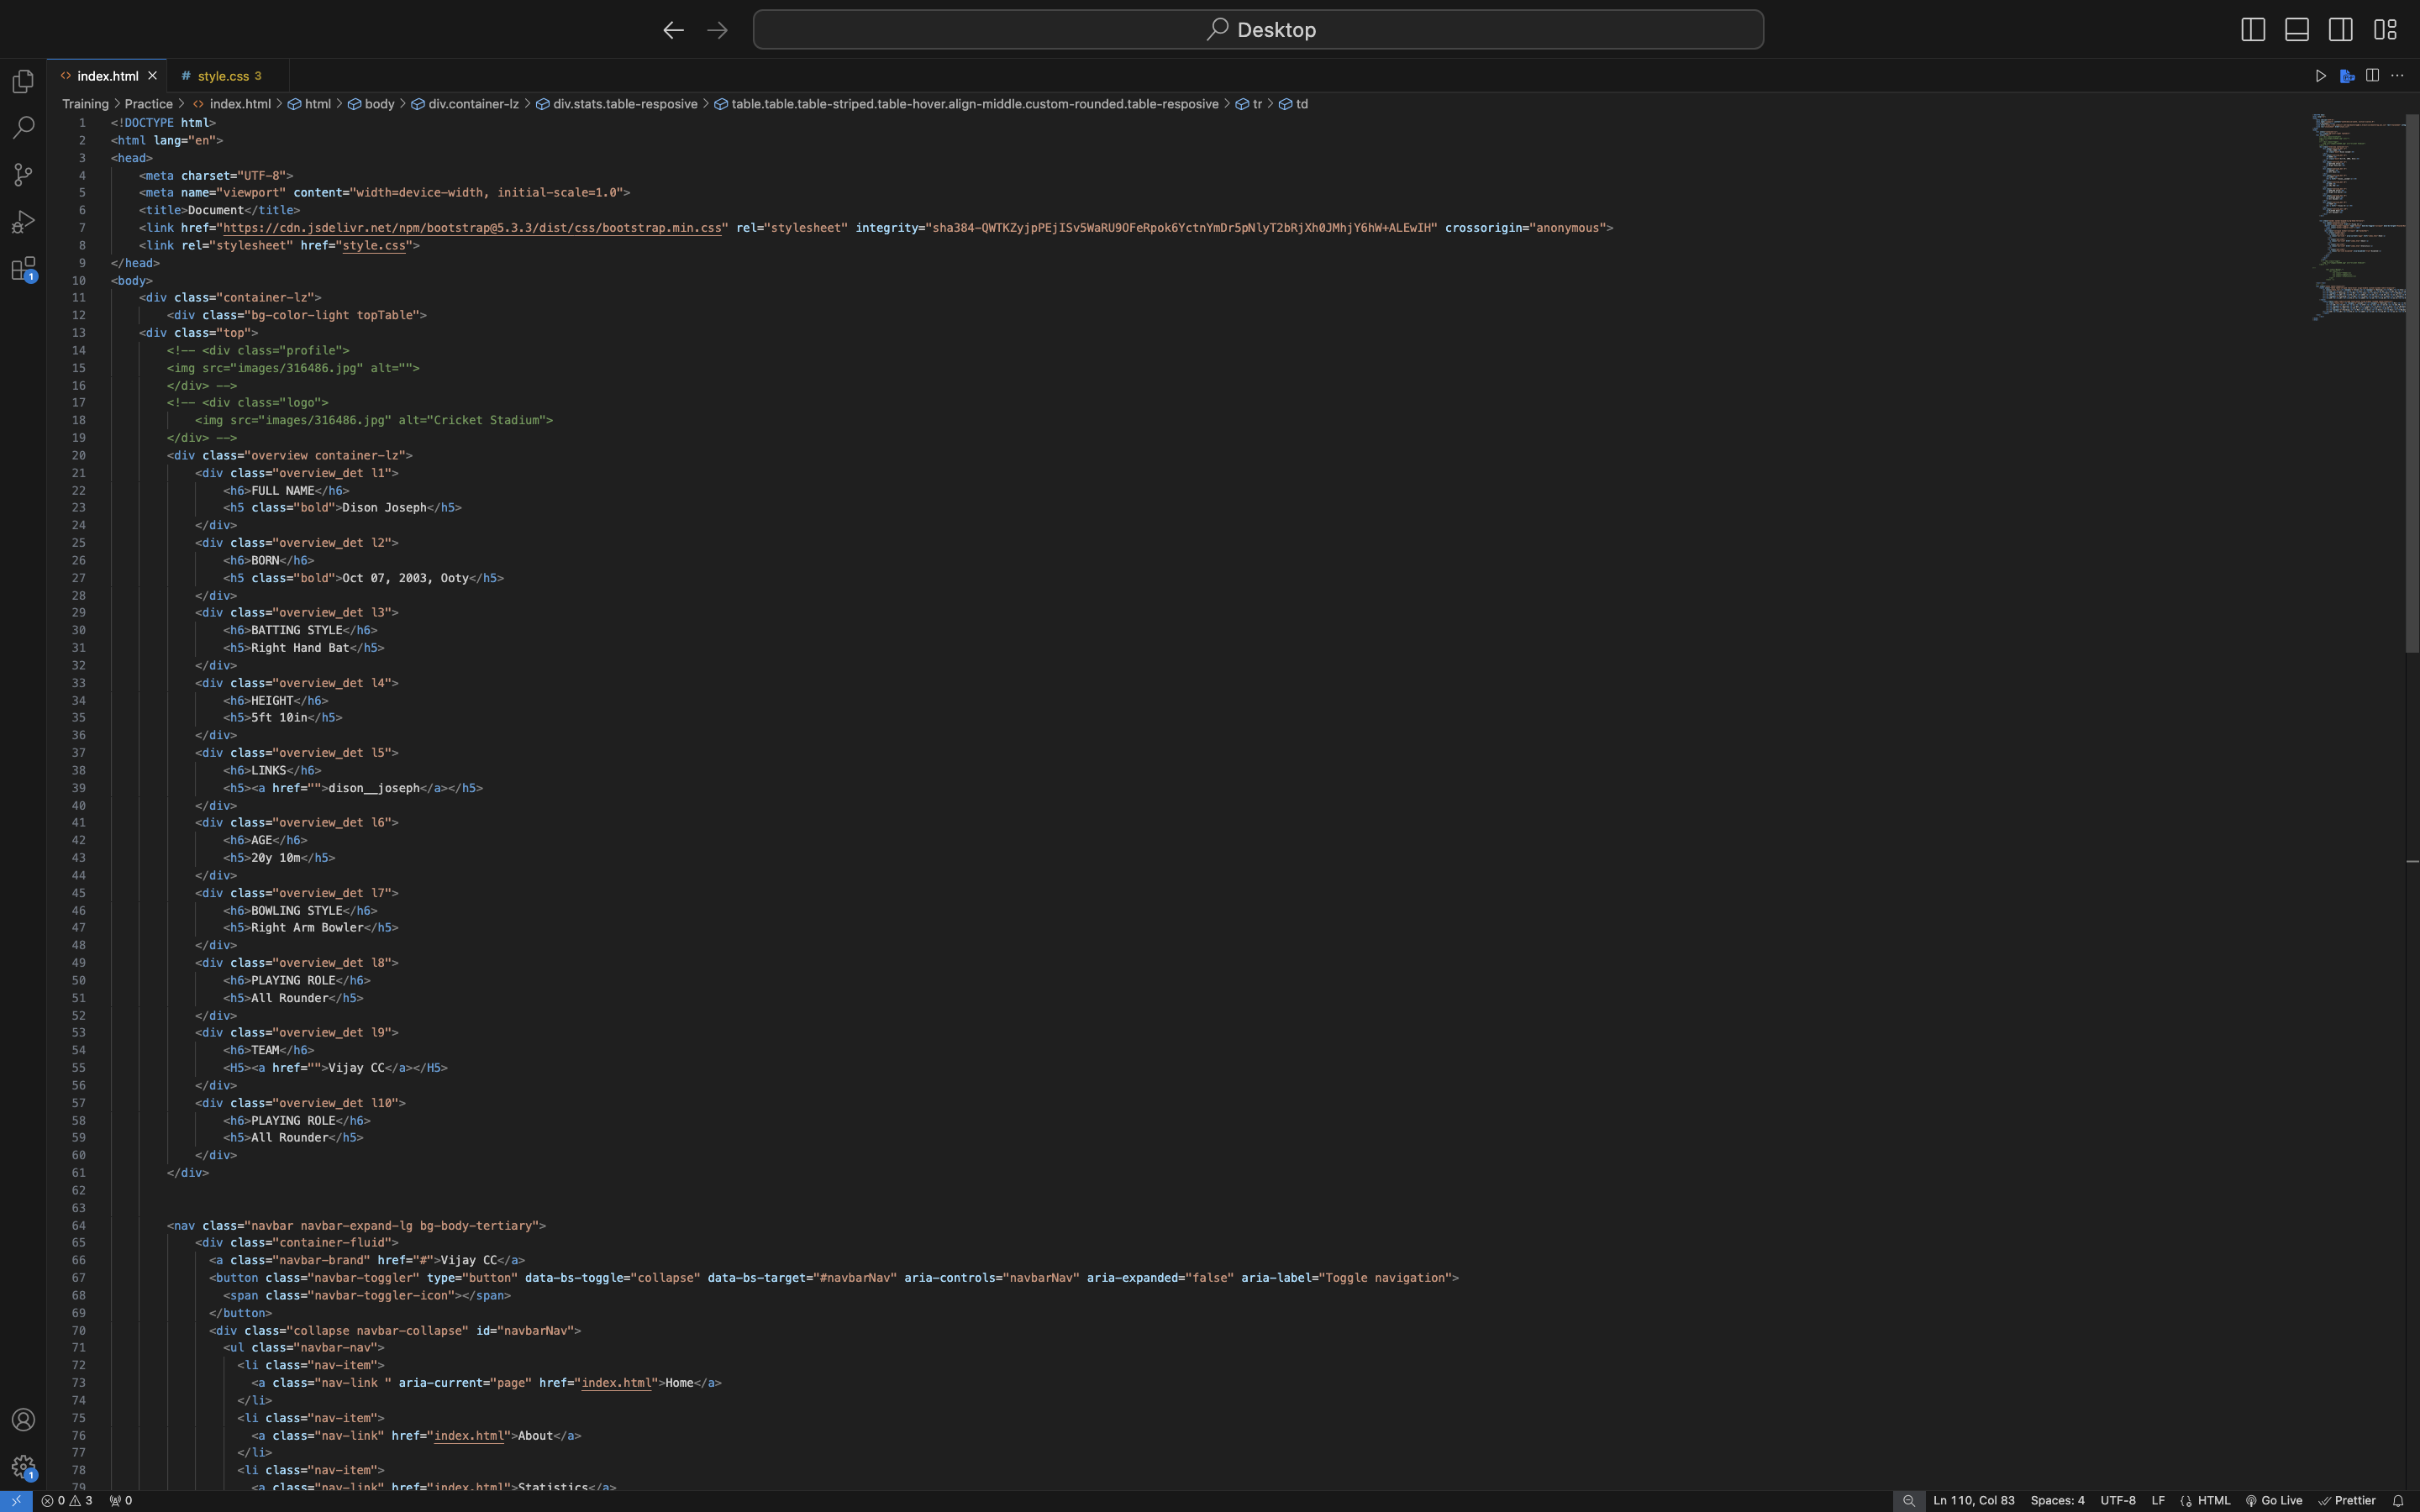 Desktop
index.html
# style.css 3
Training > Practice > <> index.html > html > body > div.container-lz > div.stats.table-resposive > table.table.table-striped.table-hover.align-middle.custom-rounded.table-resposive > tr > td
1 <!DOCTYPE html>
2 <html lang="en">
3 <head>
4 <meta charset="UTF-8">
5 <meta name="viewport" content="width=device-width, initial-scale=1.0">
6 <title>Document</title>
7 <link href="https://cdn.jsdelivr.net/npm/bootstrap@5.3.3/dist/css/bootstrap.min.css" rel="stylesheet" integrity="sha384-QWTKZyjpPEjISv5WaRU9OFeRpok6YctnYmDr5pNlyT2bRjXh0JMhjY6hW+ALEwIH" crossorigin="anonymous">
8 <link rel="stylesheet" href="style.css">
9 </head>
10 <body>
11 <div class="container-lz">
12 <div class="bg-color-light topTable">
13 <div class="top">
14 <!-- <div class="profile">
15 <img src="images/316486.jpg" alt="">
16 </div> -->
17 <!-- <div class="logo">
18 <img src="images/316486.jpg" alt="Cricket Stadium">
19 </div> -->
20 <div class="overview container-lz">
21 <div class="overview_det l1">
22 <h6>FULL NAME</h6>
23 <h5 class="bold">Dison Joseph</h5>
24 </div>
25 <div class="overview_det l2">
26 <h6>BORN</h6>
27 <h5 class="bold">Oct 07, 2003, Ooty</h5>
28 </div>
29 <div class="overview_det l3">
30 <h6>BATTING STYLE</h6>
31 <h5>Right Hand Bat</h5>
32 </div>
33 <div class="overview_det l4">
34 <h6>HEIGHT</h6>
35 <h5>5ft 10in</h5>
36 </div>
37 <div class="overview_det l5">
38 <h6>LINKS</h6>
39 <h5><a href="">dison__joseph</a></h5>
40 </div>
41 <div class="overview_det l6">
42 <h6>AGE</h6>
43 <h5>20y 10m</h5>
44 </div>
45 <div class="overview_det l7">
46 <h6>BOWLING STYLE</h6>
47 <h5>Right Arm Bowler</h5>
48 </div>
49 <div class="overview_det l8">
50 <h6>PLAYING ROLE</h6>
51 <h5>All Rounder</h5>
52 </div>
53 <div class="overview_det l9">
54 <h6>TEAM</h6>
55 <H5><a href="">Vijay CC</a></H5>
56 </div>
57 <div class="overview_det l10">
58 <h6>PLAYING ROLE</h6>
59 <h5>All Rounder</h5>
60 </div>
61 </div>
62
63
64 <nav class="navbar navbar-expand-lg bg-body-tertiary">
65 <div class="container-fluid">
66 <a class="navbar-brand" href="#">Vijay CC</a>
67 <button class="navbar-toggler" type="button" data-bs-toggle="collapse" data-bs-target="#navbarNav" aria-controls="navbarNav" aria-expanded="false" aria-label="Toggle navigation">
68 <span class="navbar-toggler-icon"></span>
69 </button>
70 <div class="collapse navbar-collapse" id="navbarNav">
71 <ul class="navbar-nav">
72 <li class="nav-item">
73 <a class="nav-link " aria-current="page" href="index.html">Home</a>
74 </li>
75 <li class="nav-item">
76 <a class="nav-link" href="index.html">About</a>
77 </li>
78 <li class="nav-item">
79 <a class="nav-link" href="index.html">Statistics</a>
0 3 0 Ln 110, Col 83 Spaces: 4 UTF-8 LF HTML Go Live Prettier